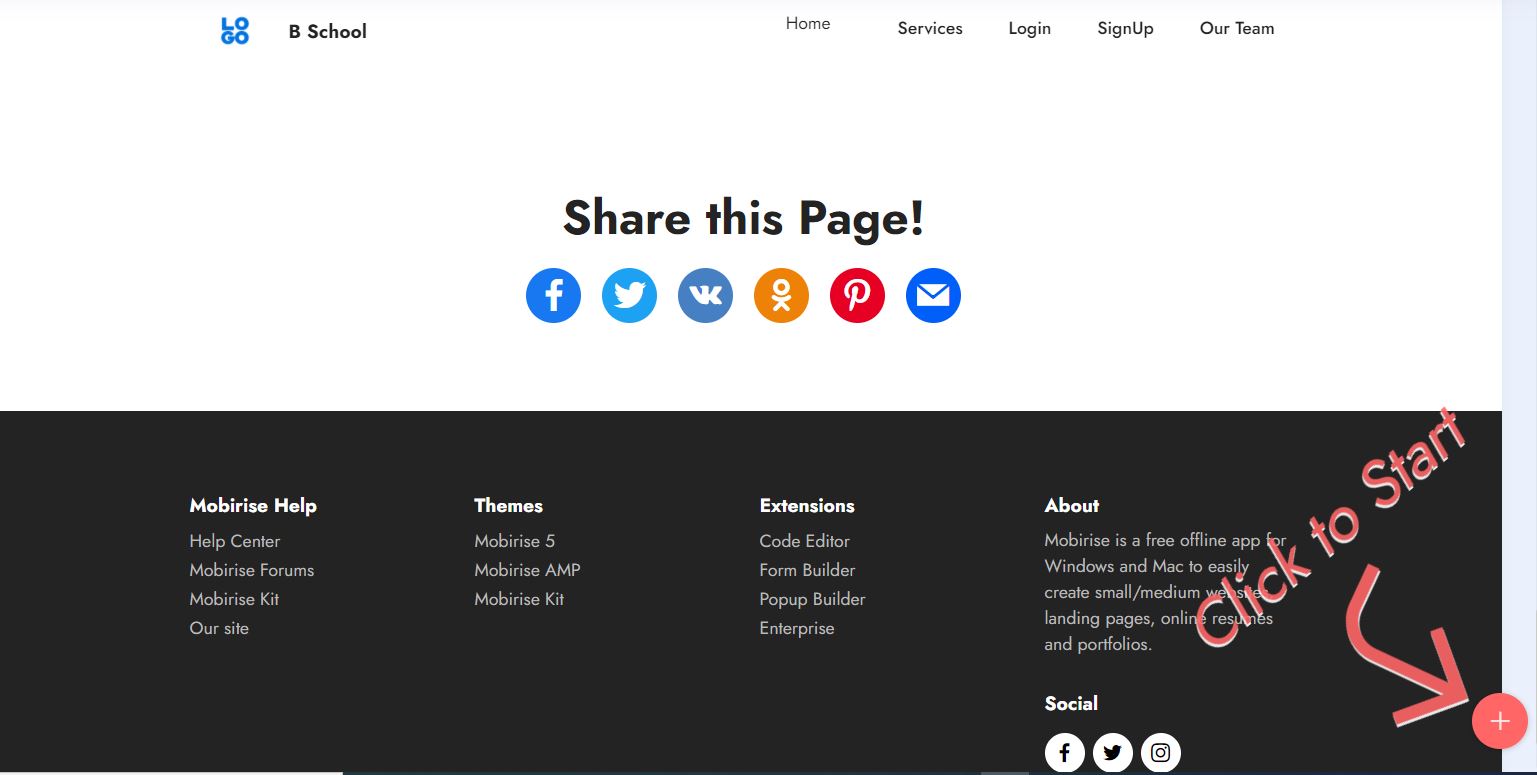 LO
GO
B School
Home
Services
Login
SignUp
Our Team
Share this Page!
Mobirise Help
Help Center
Mobirise Forums
Mobirise Kit
Our site
Themes
Mobirise 5
Mobirise AMP
Mobirise Kit
Extensions
Code Editor
Form Builder
Popup Builder
Enterprise
About
Mobirise is a free offline app for
Windows and Mac to easily
create small/medium websites,
landing pages, online resumes
and portfolios.
Social
Click to Start